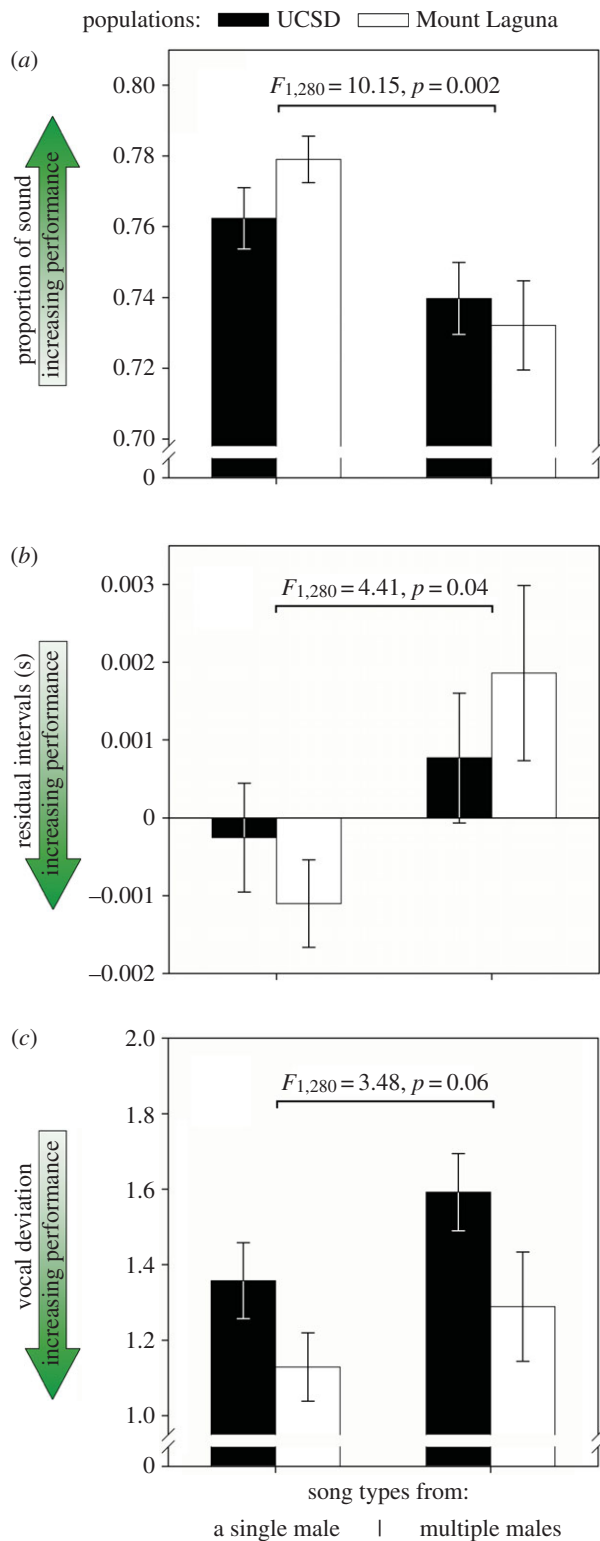 populations: UCSD Mount Laguna
(a)
proportion of sound
increasing performance
0.80
0.78
0.76
0.74
0.72
0.70
0
F1,280 = 10.15, p = 0.002
(b)
residual intervals (s)
increasing performance
0.003
0.002
0.001
0
–0.001
–0.002
F1,280 = 4.41, p = 0.04
(c)
vocal deviation
increasing performance
2.0
1.8
1.6
1.4
1.2
1.0
0
F1,280 = 3.48, p = 0.06
song types from:
a single male | multiple males